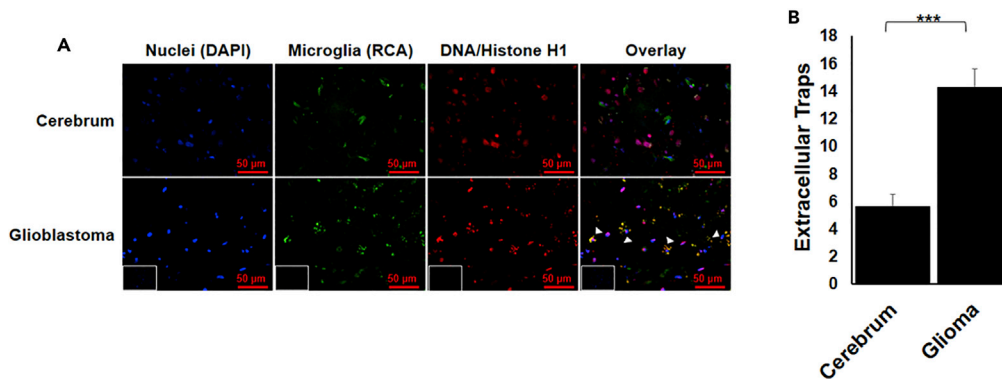 A
Nuclei (DAPI) Microglia (RCA) DNA/Histone H1 Overlay
Cerebrum
50 µm 50 µm 50 µm 50 µm
Glioblastoma
50 µm 50 µm 50 µm 50 µm
B
***
Extracellular Traps
18
16
14
12
10
8
6
4
2
0
Cerebrum
Glioma